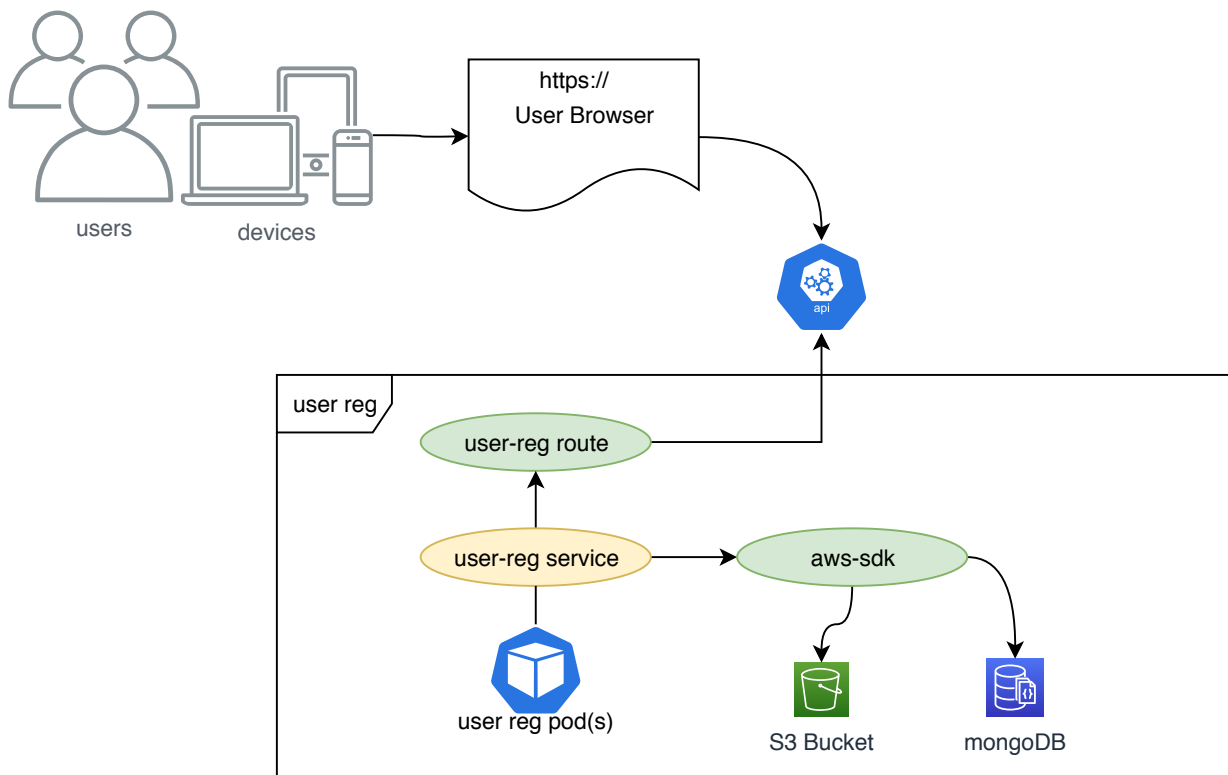 https://
User Browser
users
devices
api
user reg
user-reg route
user-reg service
aws-sdk
user reg pod(s)
{}
S3 Bucket
mongoDB